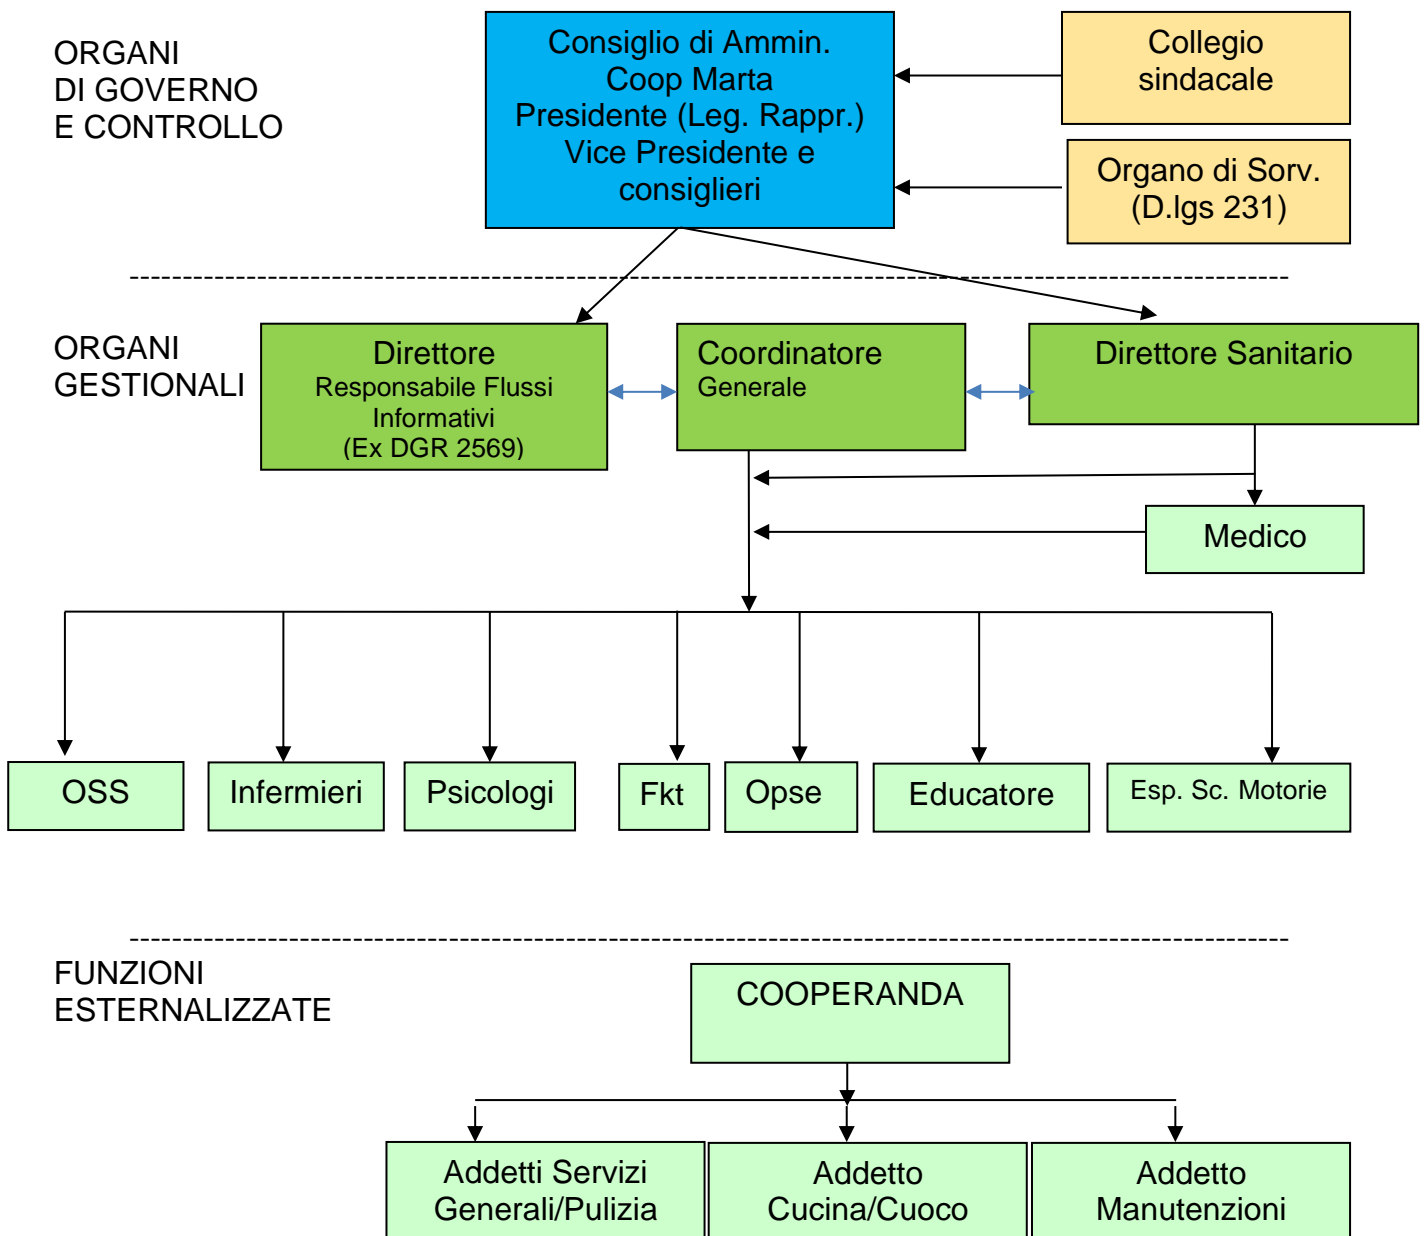 ORGANI
DI GOVERNO
E CONTROLLO
Consiglio di Ammin.
Coop Marta
Presidente (Leg. Rappr.)
Vice Presidente e
consiglieri
Collegio
sindacale
Organo di Sorv.
(D.lgs 231)
ORGANI
GESTIONALI
Direttore
Responsabile Flussi
Informativi
(Ex DGR 2569)
Coordinatore
Generale
Direttore Sanitario
Medico
OSS
Infermieri
Psicologi
Fkt
Opse
Educatore
Esp. Sc. Motorie
FUNZIONI
ESTERNALIZZATE
COOPERANDA
Addetti Servizi
Generali/Pulizia
Addetto
Cucina/Cuoco
Addetto
Manutenzioni